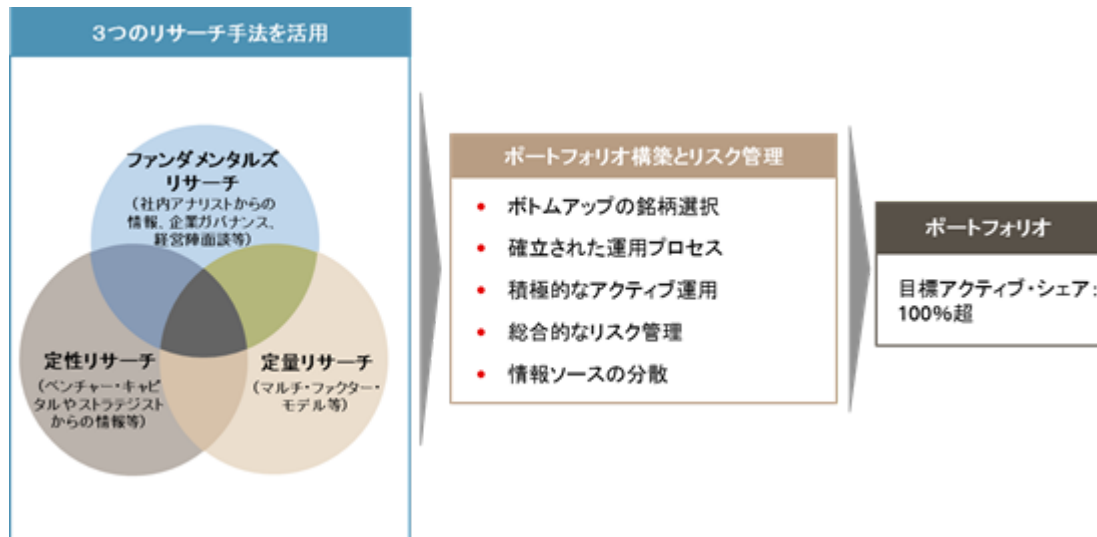 3つのリサーチ手法を活用
ファンダメンタルズ
リサーチ
(社内アナリストからの
情報、企業ガバナンス、
経営陣面談等)
定性リサーチ
(ベンチャー・キャピ
タルやストラテジスト
からの情報等)
定量リサーチ
(マルチ・ファクター・
モデル等)
ポートフォリオ構築とリスク管理
• ボトムアップの銘柄選択
• 確立された運用プロセス
• 積極的なアクティブ運用
• 総合的なリスク管理
• 情報ソースの分散
ポートフォリオ
目標アクティブ・シェア:
100%超